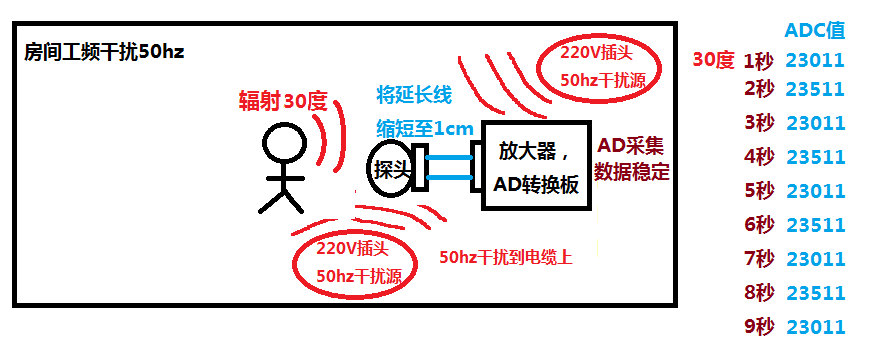 房间工频干扰50hz
辐射30度
将延长线
缩短至1cm
探头
220V插头
50hz干扰源
放大器，
AD转换板
AD采集
数据稳定
220V插头
50hz干扰源
50hz干扰到电缆上
ADC值
30度 1秒 23011
2秒 23511
3秒 23011
4秒 23511
5秒 23011
6秒 23511
7秒 23011
8秒 23511
9秒 23011